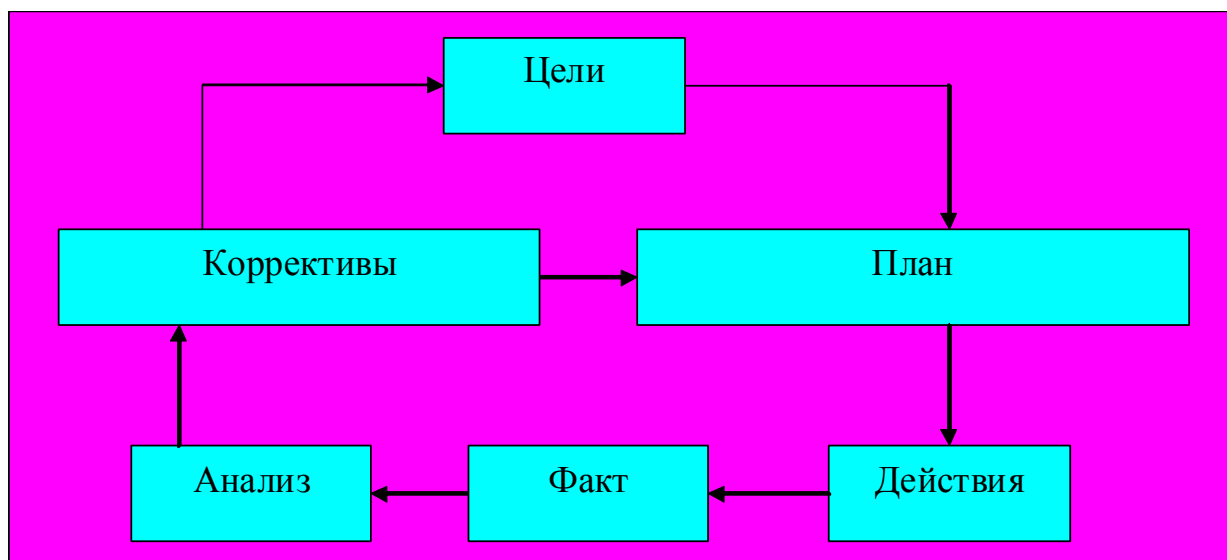 Цели
Коррективы
План
Анализ
Факт
Действия